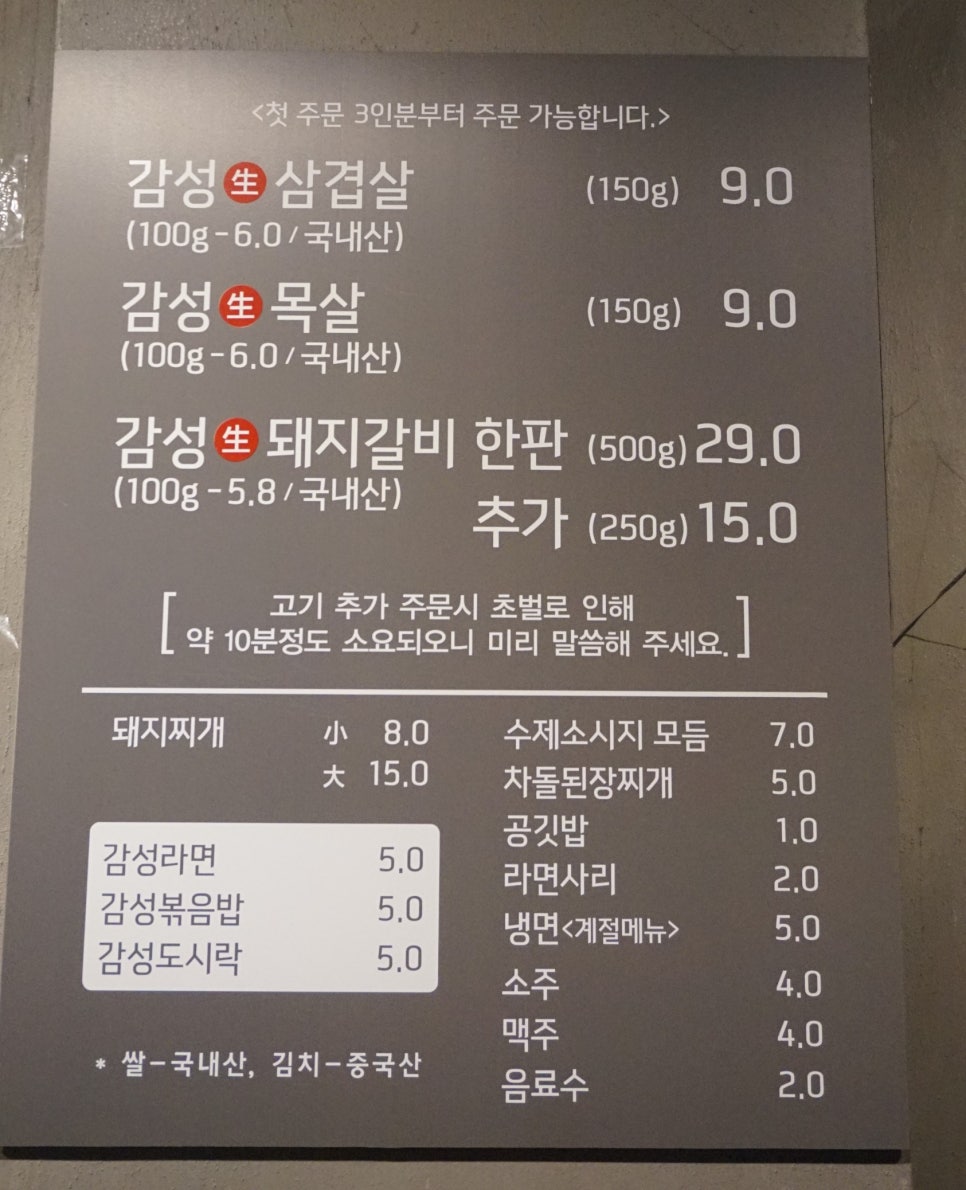 <첫 주문 3인분부터 주문 가능합니다.>
감성 生 삼겹살 (150g) 9.0
(100g-6.0/국내산)
감성 生 목살 (150g) 9.0
(100g-6.0/국내산)
감성 生 돼지갈비 한판 (500g) 29.0
(100g-5.8/국내산)
추가 (250g) 15.0
[ 고기 추가 주문시 초벌로 인해
약 10분정도 소요되오니 미리 말씀해 주세요. ]
돼지찌개 小 8.0
大 15.0
감성라면 5.0
감성볶음밥 5.0
감성도시락 5.0
* 쌀-국내산, 김치-중국산
수제소시지 모듬 7.0
차돌된장찌개 5.0
공깃밥 1.0
라면사리 2.0
냉면<계절메뉴> 5.0
소주 4.0
맥주 4.0
음료수 2.0